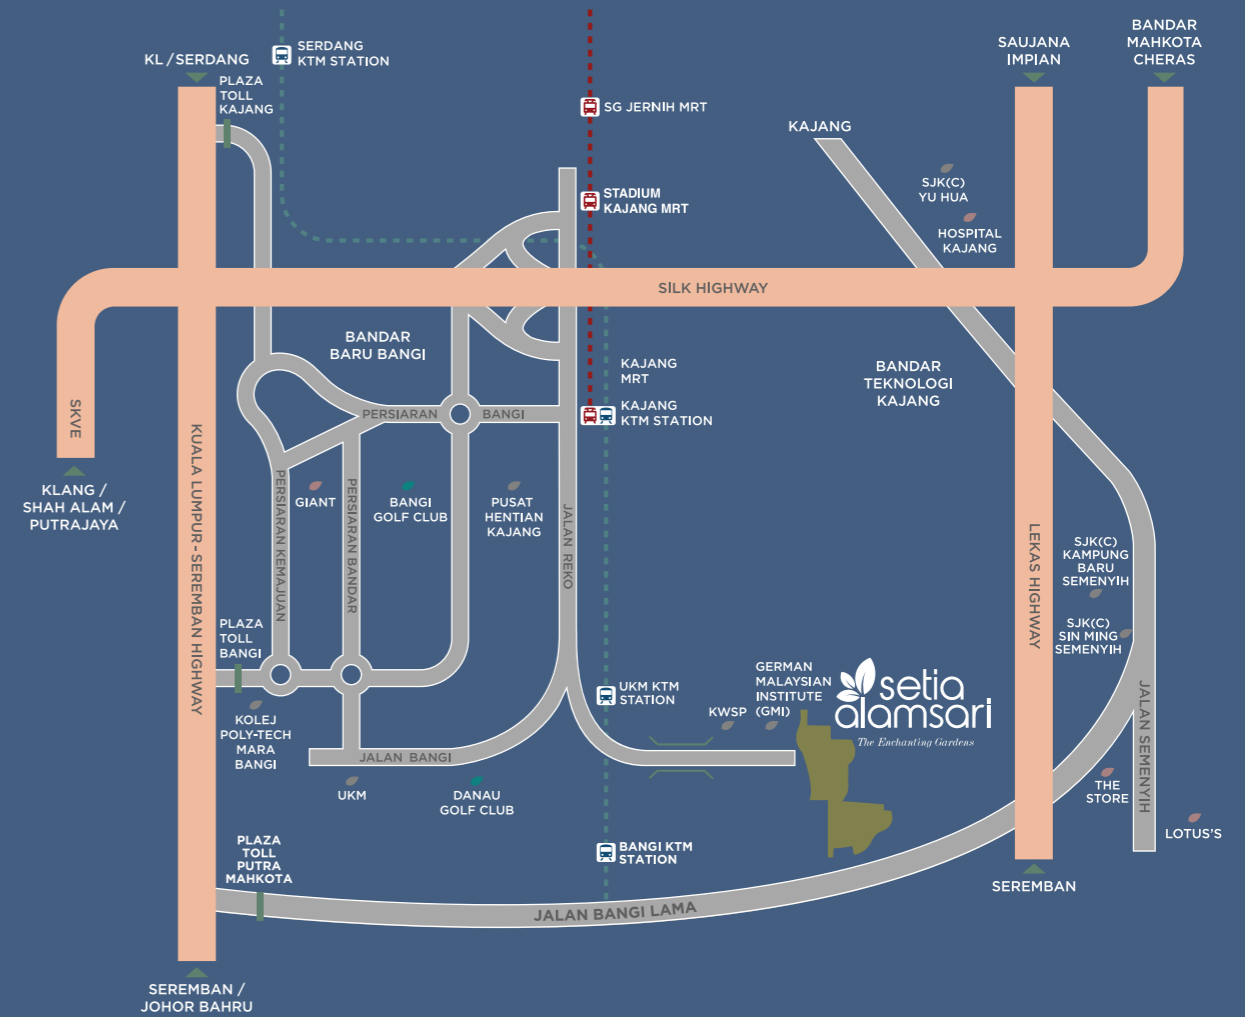 KL / SERDANG
SERDANG
KTM STATION
PLAZA
TOLL
KAJANG
SG JERNIH MRT
STADIUM
KAJANG MRT
KAJANG
SAUJANA
IMPIAN
BANDAR
MAHKOTA
CHERAS
SJK(C)
YU HUA
HOSPITAL
KAJANG
SILK HIGHWAY
BANDAR
BARU BANGI
KAJANG
MRT
KAJANG
KTM STATION
BANDAR
TEKNOLOGI
KAJANG
SKVE
KLANG /
SHAH ALAM /
PUTRAJAYA
KUALA LUMPUR - SEREMBAN HIGHWAY
PERSIARAN BANGI
PERSIARAN KEMAJUAN
GIANT
PERSIARAN BANDAR
BANGI
GOLF CLUB
PUSAT
HENTIAN
KAJANG
JALAN REKO
LEKAS HIGHWAY
SJK(C)
KAMPUNG
BARU
SEMENYIH
SJK(C)
SIN MING
SEMENYIH
JALAN SEMENYIH
PLAZA
TOLL
BANGI
KOLEJ
POLY-TECH
MARA
BANGI
UKM KTM
STATION
KWSP
GERMAN
MALAYSIAN
INSTITUTE
(GMI)
setia
alamsari
The Enchanting Gardens
JALAN BANGI
UKM
DANAU
GOLF CLUB
THE
STORE
LOTUS'S
PLAZA
TOLL
PUTRA
MAHKOTA
BANGI KTM
STATION
JALAN BANGI LAMA
SEREMBAN
SEREMBAN /
JOHOR BAHRU